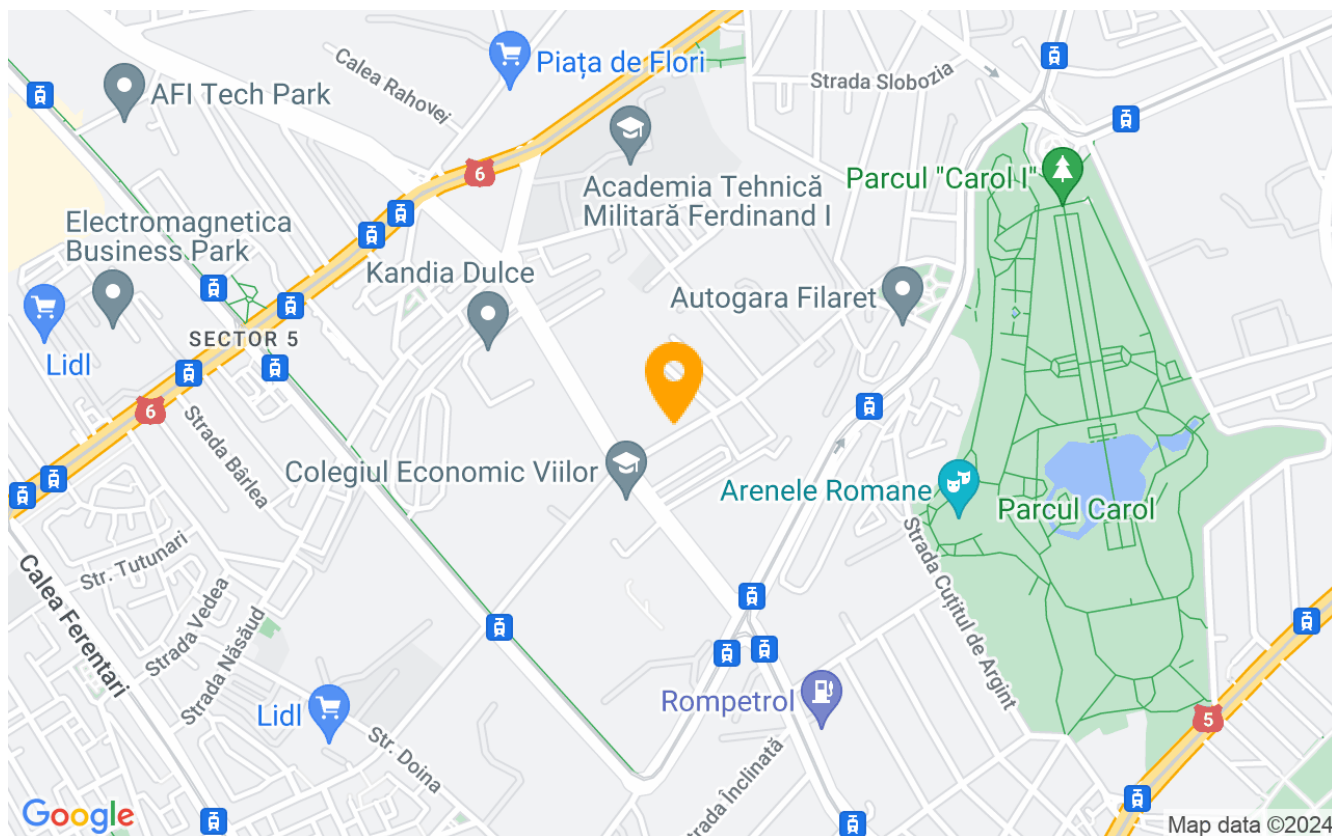 Calea Rahovei
Piața de Flori
AFI Tech Park
Strada Slobozia
6
Academia Tehnică
Militară Ferdinand I
Parcul "Carol I"
Electromagnetica
Business Park
Kandia Dulce
Autogara Filaret
SECTOR 5
Lidl
6
Strada Bârlea
Colegiul Economic Viilor
Arenele Romane
Parcul Carol
Str. Tutunari
Calea Ferentari
Strada Vedea
Strada Năsăud
Strada Cuțitul de Argint
Lidl
Str. Doina
Rompetrol
5
Strada Înclinată
Google
Map data ©2024